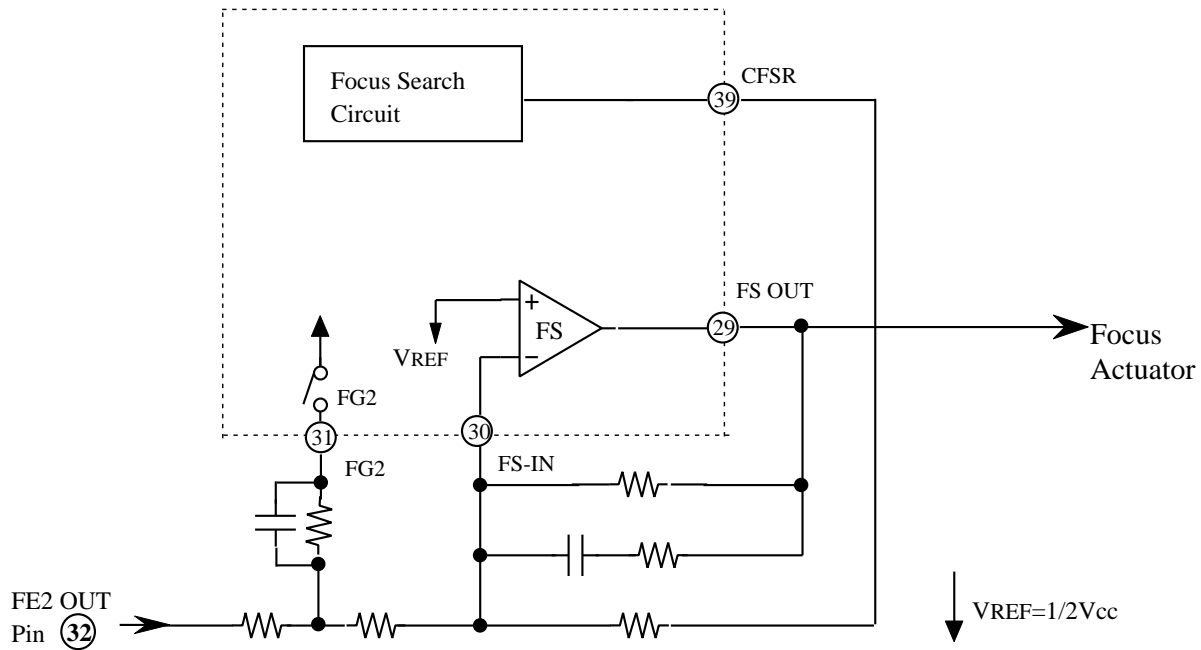 Focus Search
Circuit
CFSR
39
FS OUT
+
FS
−
29
VREF
Focus
Actuator
FG2
31
30
FG2
FS-IN
FE2 OUT
Pin 32
VREF=1/2Vcc